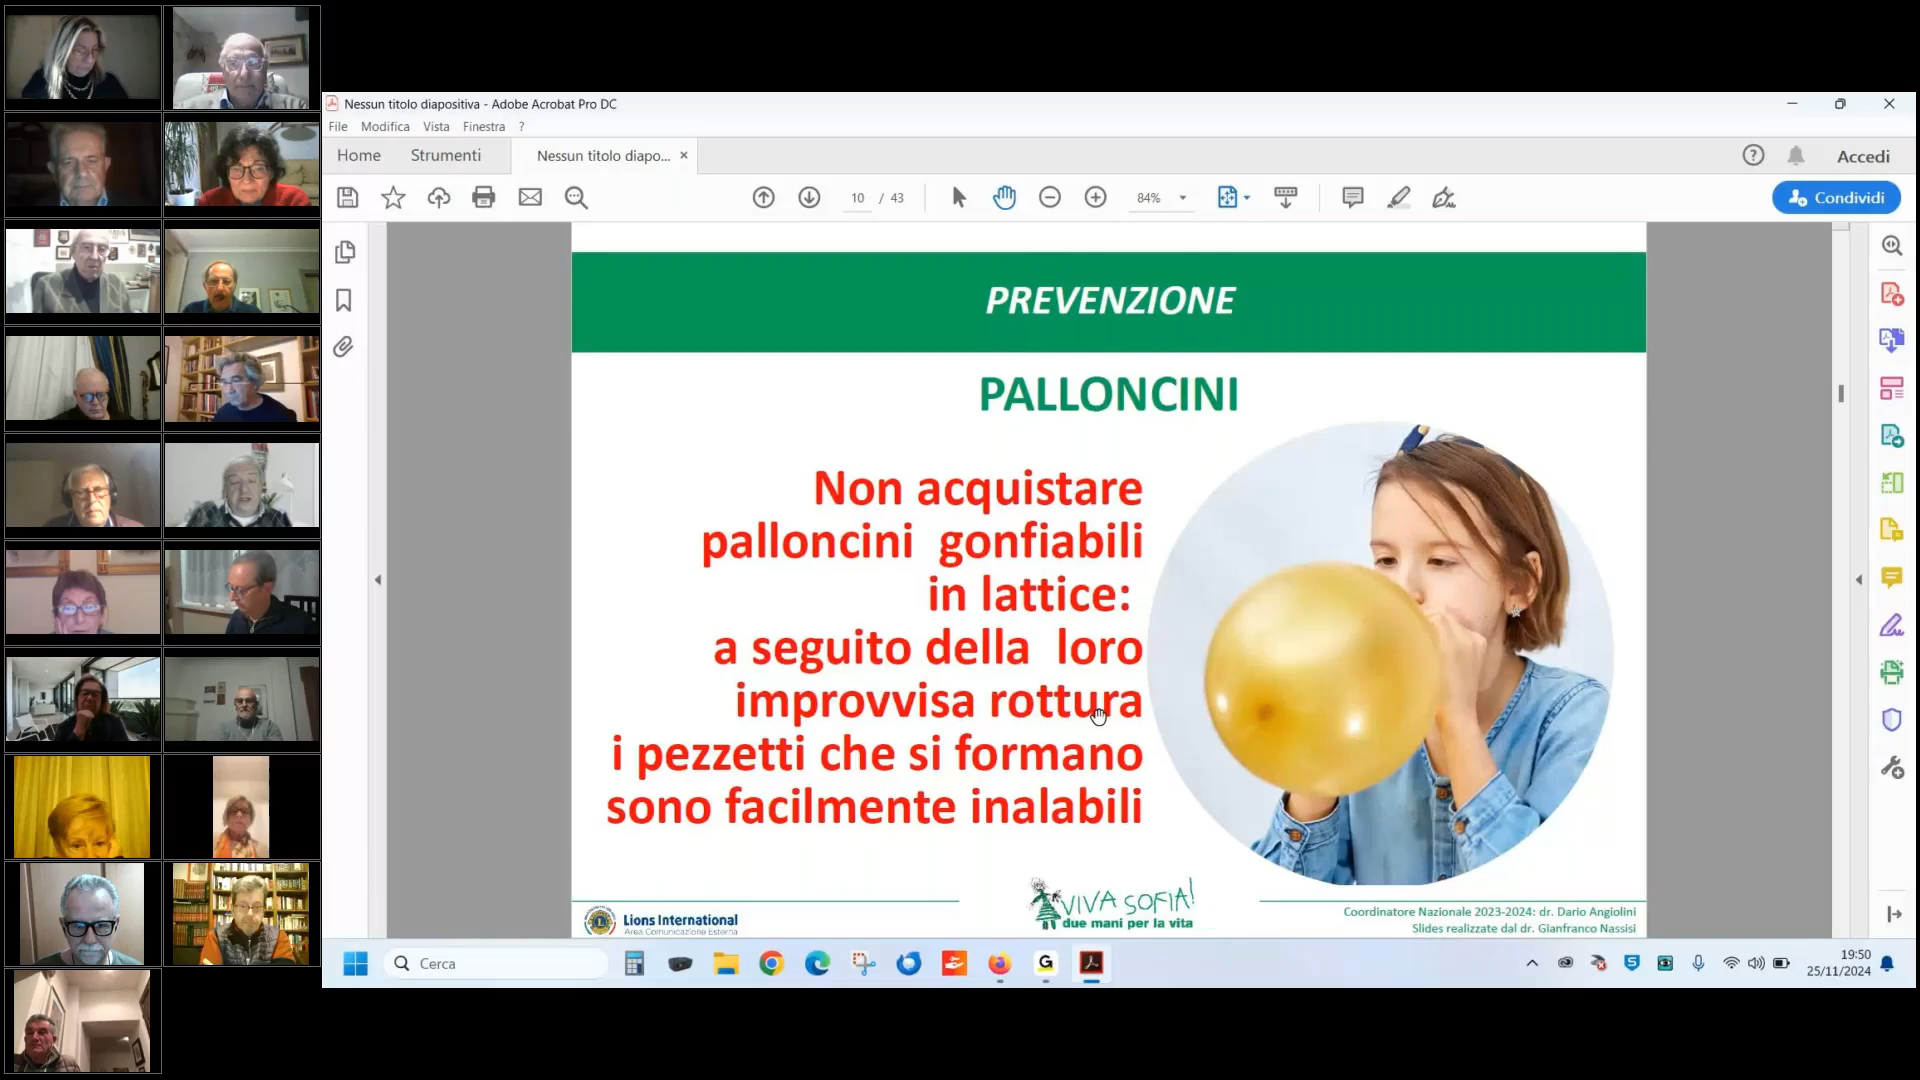 Nessun titolo diapositiva - Adobe Acrobat Pro DC
File Modifica Vista Finestra ?
Home Strumenti Nessun titolo diapo... ×
Accedi
10 / 43
84%
Condividi
PREVENZIONE
PALLONCINI
Non acquistare
palloncini gonfiabili
in lattice:
a seguito della loro
improvvisa rottura
i pezzetti che si formano
sono facilmente inalabili
Lions International
Area Comunicazione Esterna
VIVA SOFIA!
due mani per la vita
Coordinatore Nazionale 2023-2024: dr. Dario Angiolini
Slides realizzate dal dr. Gianfranco Nassisi
Cerca
G
19:50
25/11/2024